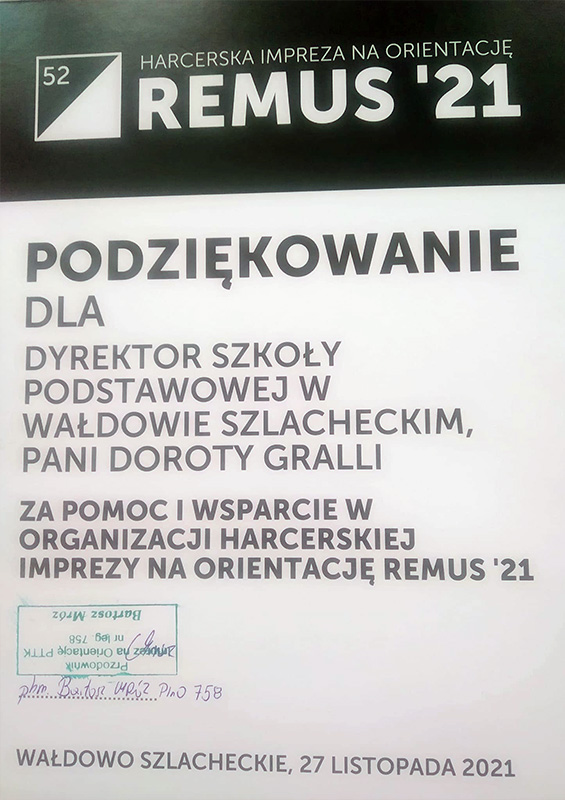 52
HARCERSKA IMPREZA NA ORIENTACJĘ
REMUS '21
PODZIĘKOWANIE
DLA
DYREKTOR SZKOŁY
PODSTAWOWEJ W
WAŁDOWIE SZLACHECKIM,
PANI DOROTY GRALLI
ZA POMOC I WSPARCIE W
ORGANIZACJI HARCERSKIEJ
IMPREZY NA ORIENTACJĘ REMUS '21
Przodownik
Imprez na Orientację PTTK
nr leg. 758
Bartosz Mróz
phm. Bartosz Mróz PInO 758
WAŁDOWO SZLACHECKIE, 27 LISTOPADA 2021